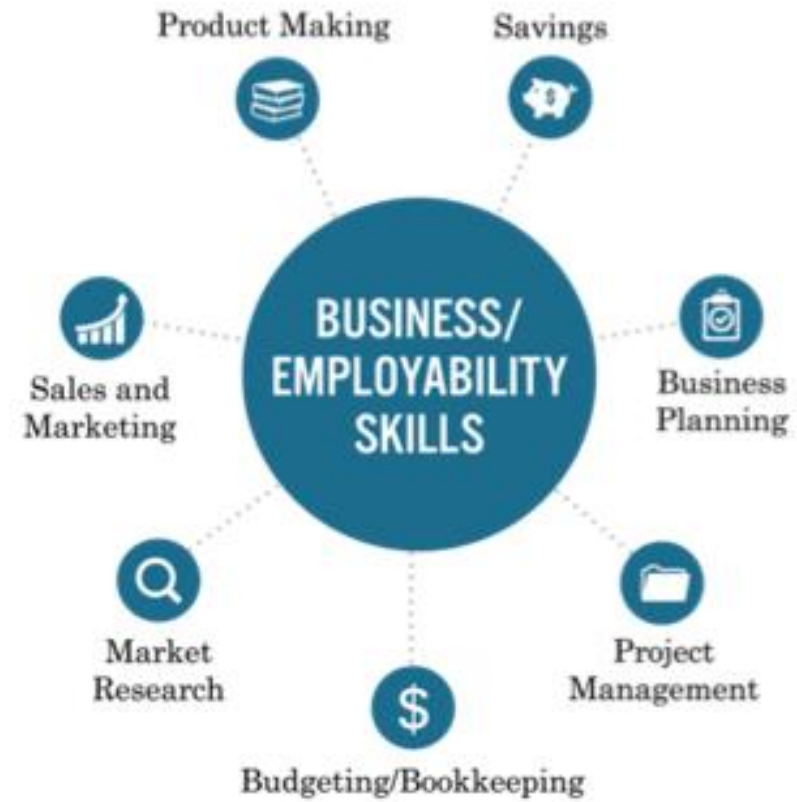 Product Making
Savings
BUSINESS/
EMPLOYABILITY
SKILLS
Sales and
Marketing
Business
Planning
Market
Research
Project
Management
$
Budgeting/Bookkeeping